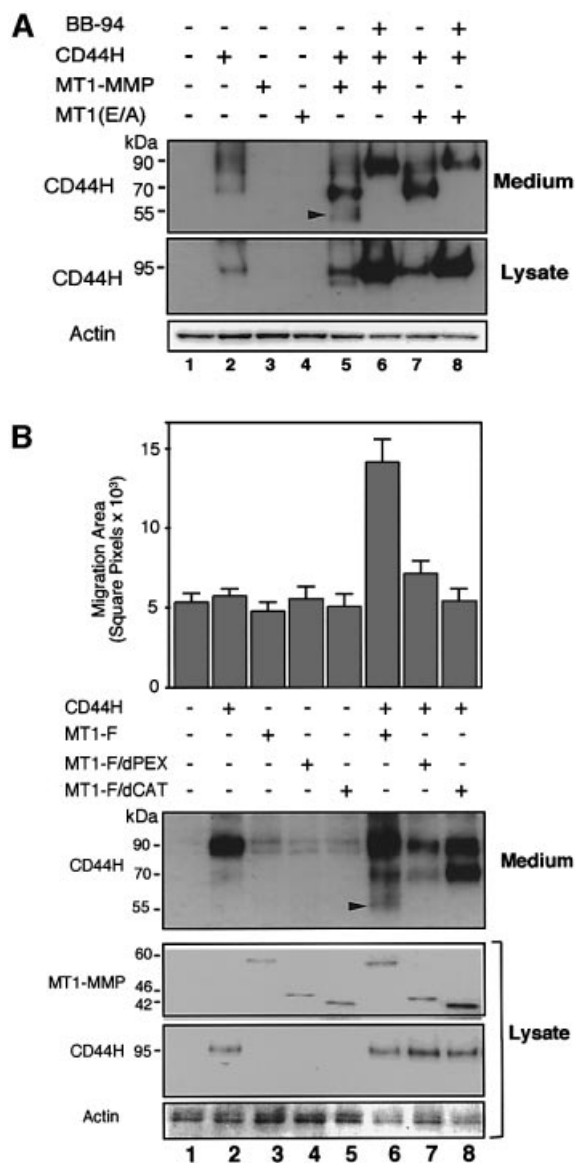 A
BB-94 - - - - - + - +
CD44H - + - - + + + +
MT1-MMP - - + - + + - -
MT1(E/A) - - - + - - + +
kDa
90
CD44H 70 Medium
55
CD44H 95 Lysate
Actin
1 2 3 4 5 6 7 8
B
15
10
5
0
Migration Area
(Square Pixels x 10³)
CD44H - + - - - + + +
MT1-F - - + - - + - -
MT1-F/dPEX - - - + - - + -
MT1-F/dCAT - - - - + - - +
kDa
90
CD44H 70 Medium
55
60
MT1-MMP
46
42
Lysate
CD44H 95
Actin
1 2 3 4 5 6 7 8